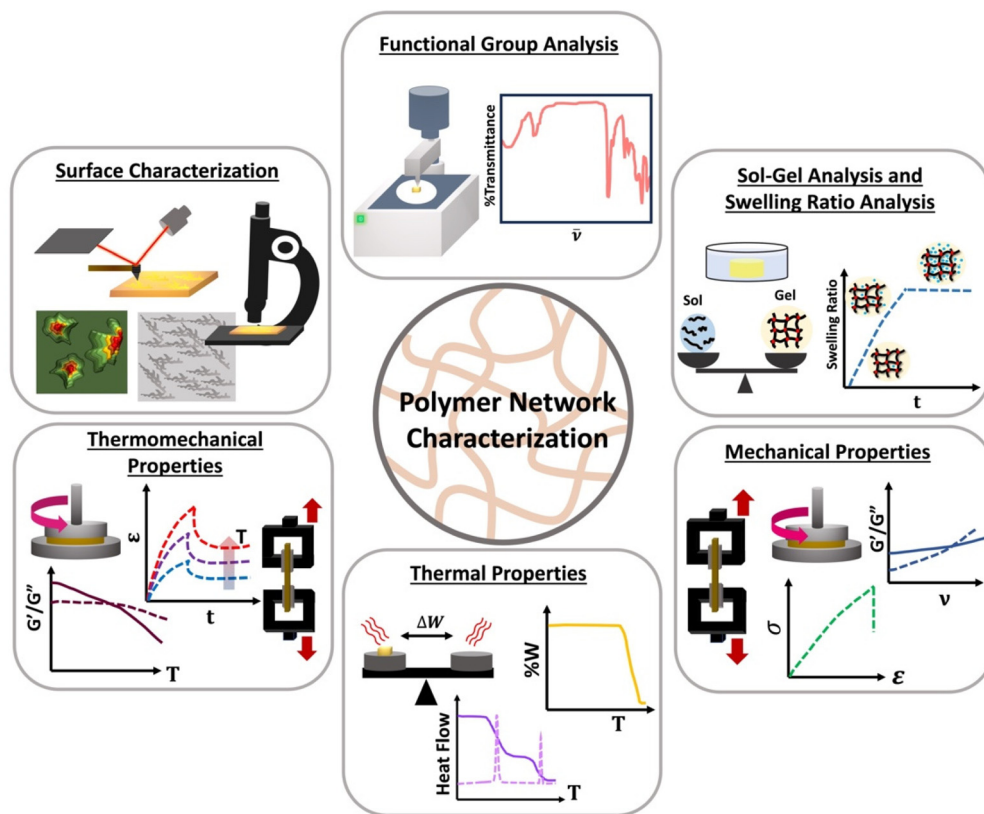 Functional Group Analysis
%Transmittance
ν̄
Surface Characterization
Sol-Gel Analysis and
Swelling Ratio Analysis
Sol
Gel
Swelling Ratio
t
Polymer Network
Characterization
Thermomechanical
Properties
ε
T
t
G'/G"
T
Thermal Properties
ΔW
%W
T
Heat Flow
T
Mechanical Properties
G'/G"
ν
σ
ε